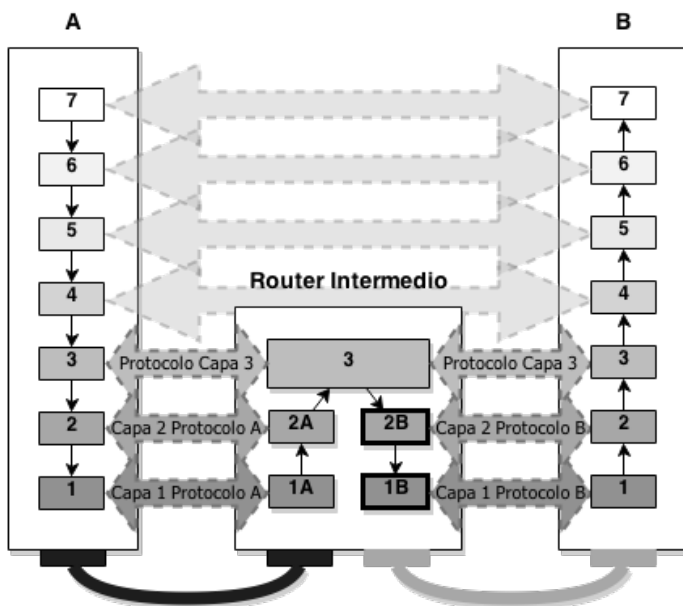 A
B
7
7
6
6
5
5
Router Intermedio
4
4
3
Protocolo Capa 3
3
Protocolo Capa 3
3
2
Capa 2 Protocolo A
2A
2B
Capa 2 Protocolo B
2
1
Capa 1 Protocolo A
1A
1B
Capa 1 Protocolo B
1